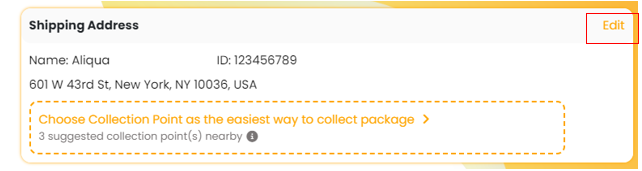 Shipping Address Edit
Name: Aliqua ID: 123456789
601 W 43rd St, New York, NY 10036, USA
Choose Collection Point as the easiest way to collect package >
3 suggested collection point(s) nearby i